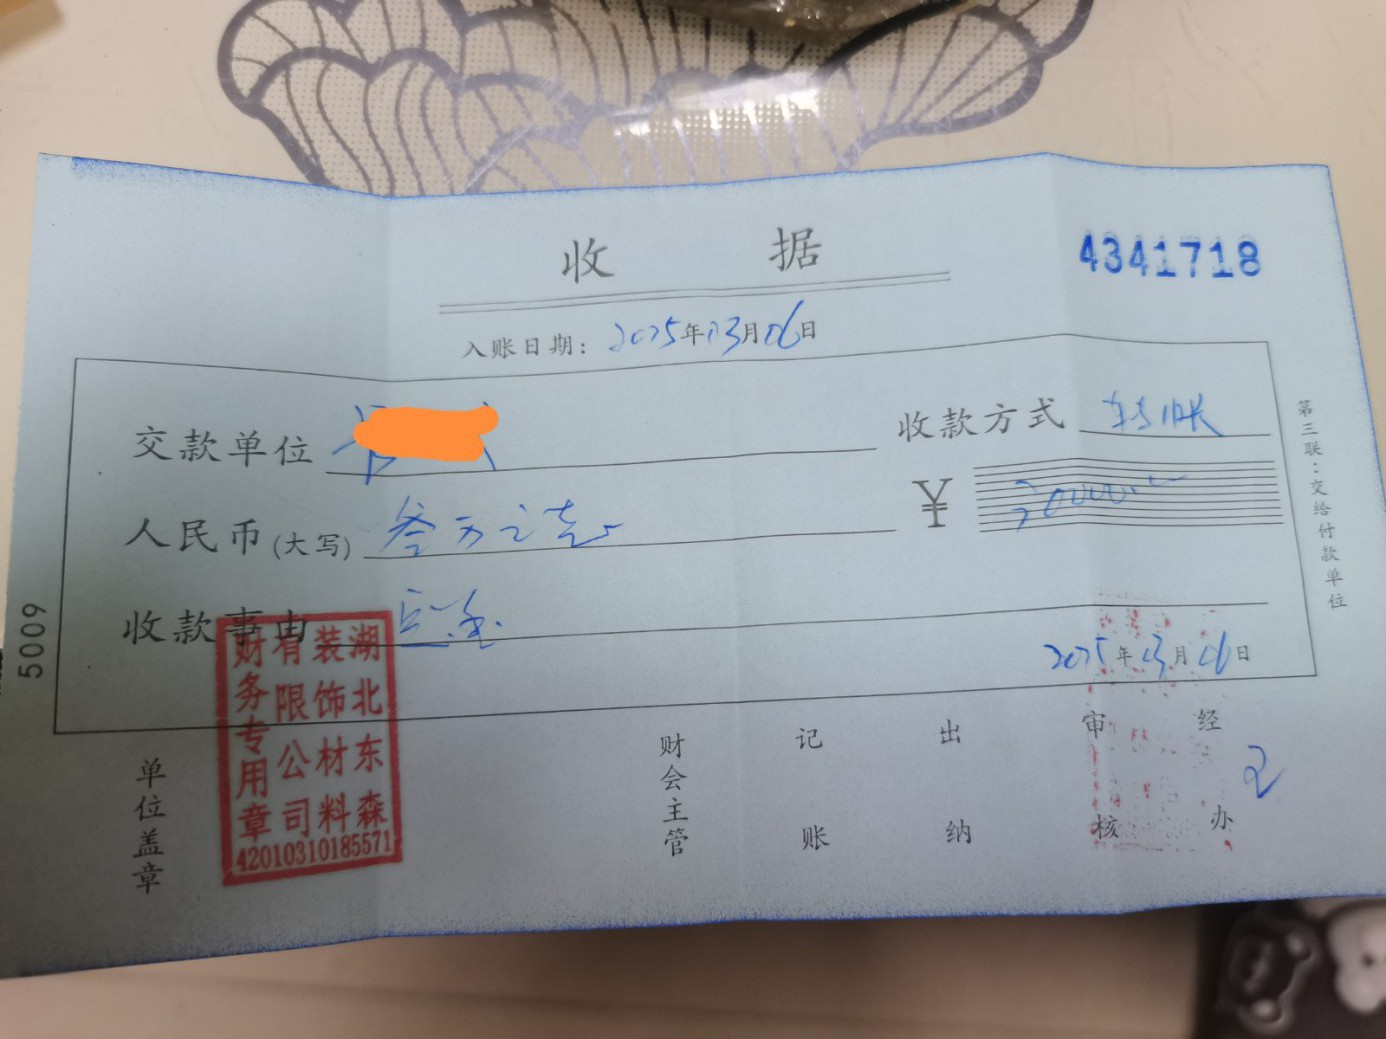 收 据
4341718
入账日期: 2025年03月06日
交款单位
收款方式 转账
人民币(大写) 叁万元
¥ 30000.00
收款事由
2025年03月06日
单位盖章
财会主管
记账
出纳
审核
经办
第三联:交给付款单位
5009
湖北东森
装饰材料
有限公司
财务专用章
42010310185571